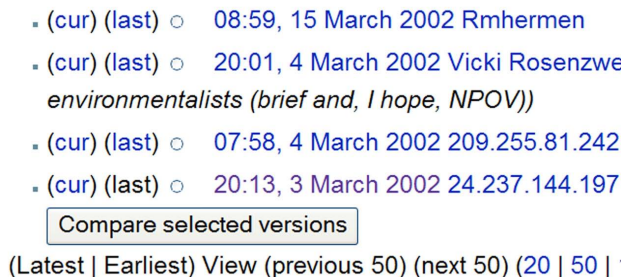 (cur) (last) 08:59, 15 March 2002 Rmhermen
(cur) (last) 20:01, 4 March 2002 Vicki
environmentalists (brief and, I hope, NPOV))
(cur) (last) 07:58, 4 March 2002 209.255.81.242
(cur) (last) 20:13, 3 March 2002 24.237.144.197
Compare selected versions
(Latest | Earliest) View (previous 50) (next 50) (20 | 50 |